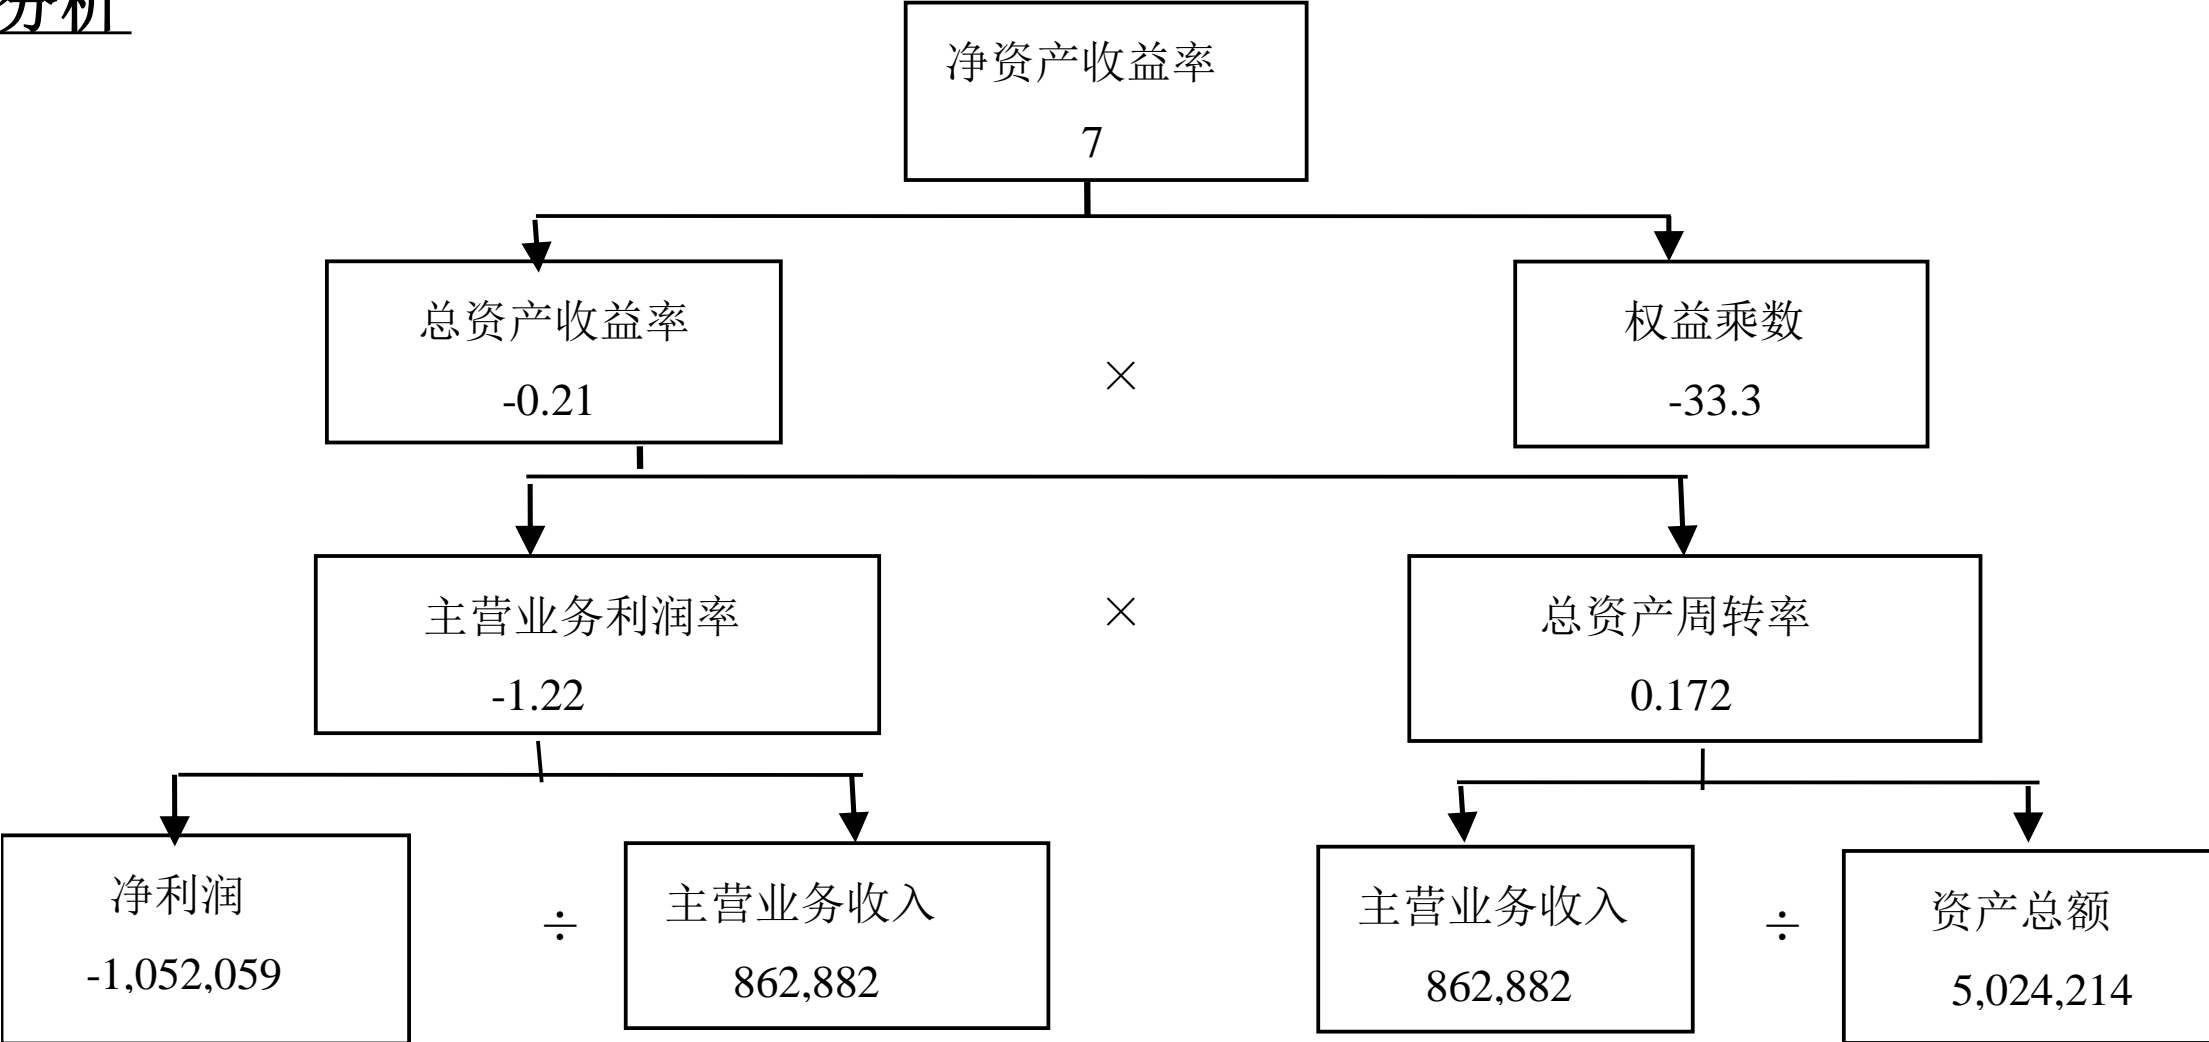 分析
净资产收益率
7
总资产收益率
-0.21
×
权益乘数
-33.3
主营业务利润率
-1.22
×
总资产周转率
0.172
净利润
-1,052,059
÷
主营业务收入
862,882
主营业务收入
862,882
÷
资产总额
5,024,214